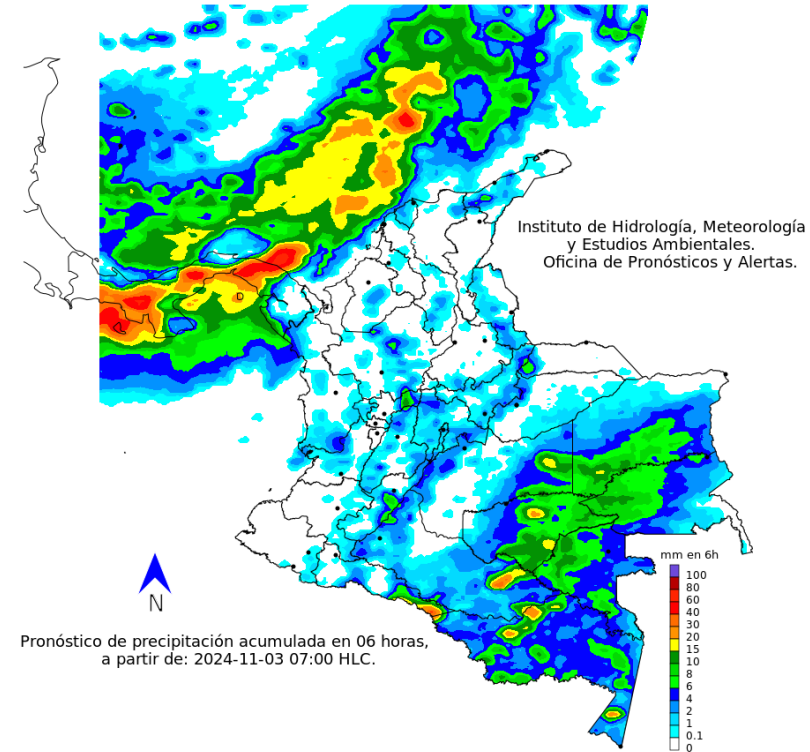 Instituto de Hidrología, Meteorología
y Estudios Ambientales.
Oficina de Pronósticos y Alertas.
mm en 6h
100
80
60
40
30
20
15
10
8
6
4
2
1
0.1
0
N
Pronóstico de precipitación acumulada en 06 horas,
a partir de: 2024-11-03 07:00 HLC.